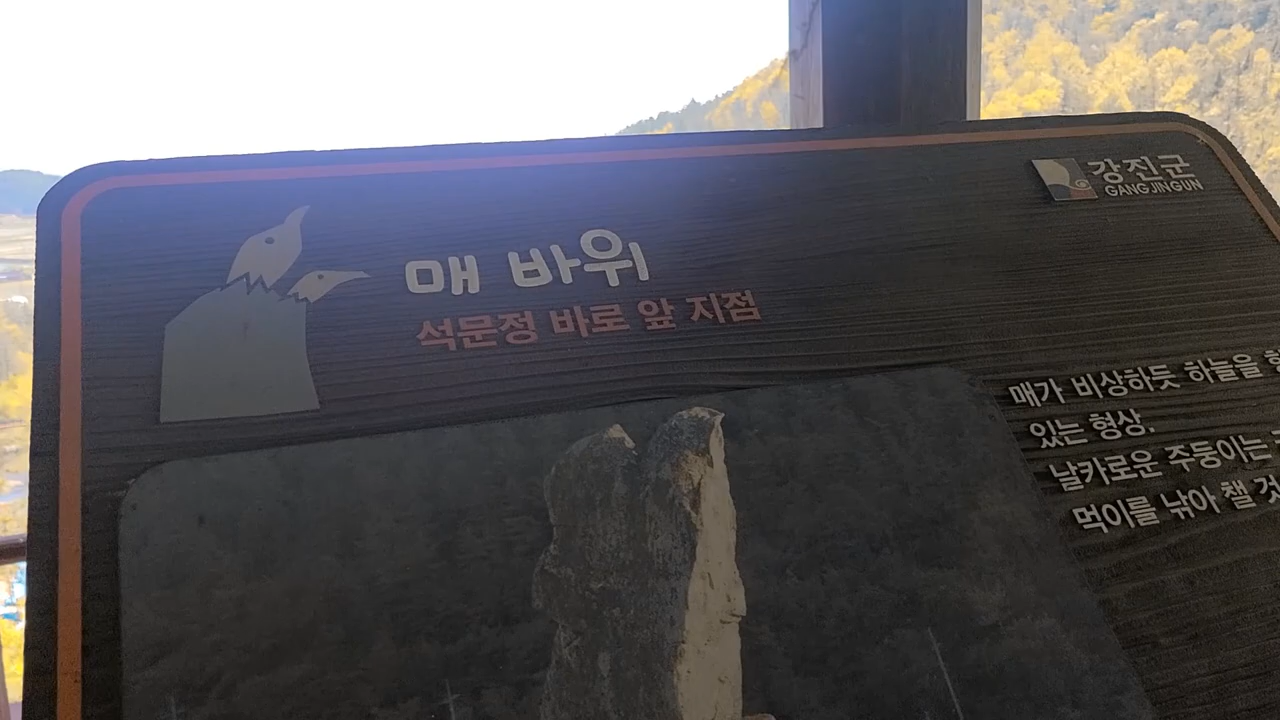 강진군
GANGJINGUN
매 바위
석문정 바로 앞 지점
매가 비상하듯 하늘을
있는 형상.
날카로운 주둥이는
먹이를 낚아 챌